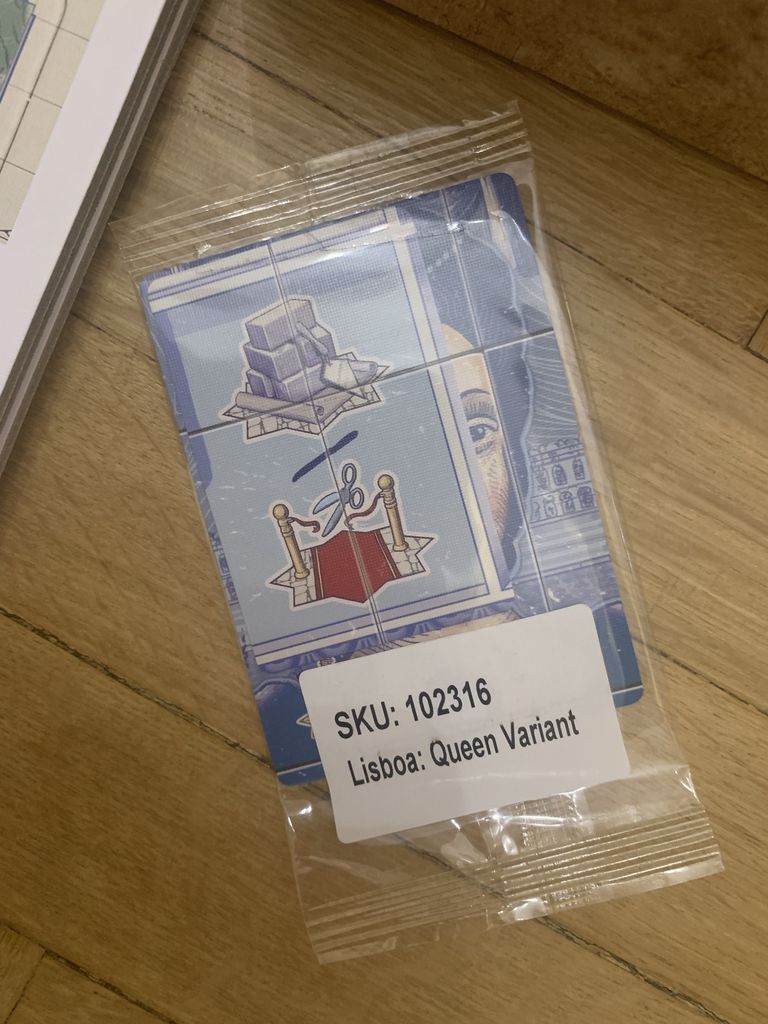 SKU: 102316
Lisboa: Queen Variant